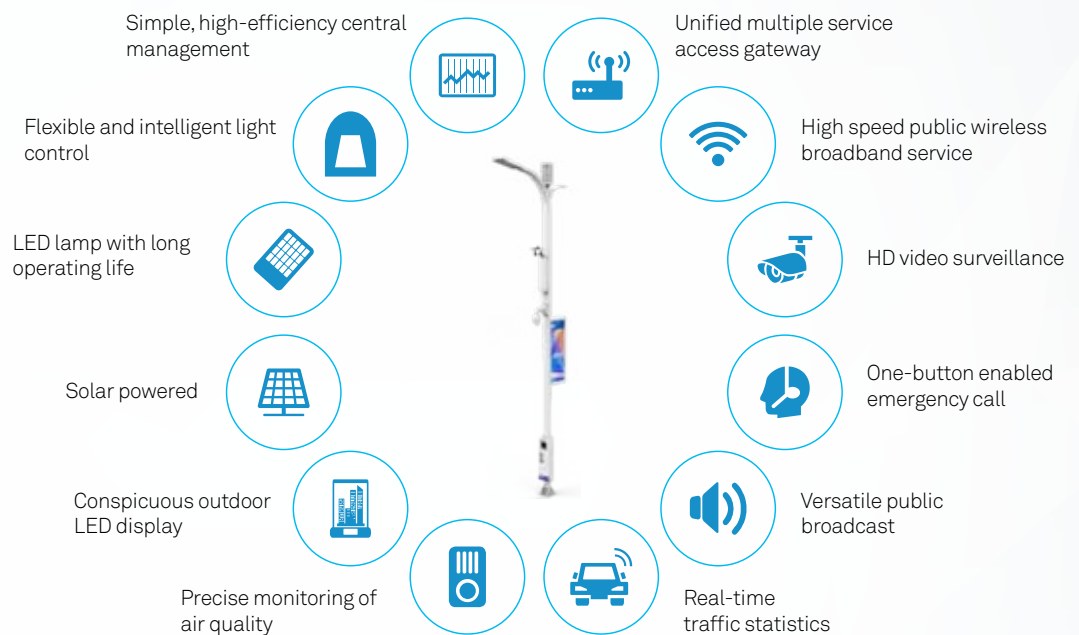 Simple, high-efficiency central
management
Unified multiple service
access gateway
Flexible and intelligent light
control
High speed public wireless
broadband service
LED lamp with long
operating life
HD video surveillance
Solar powered
One-button enabled
emergency call
Conspicuous outdoor
LED display
Versatile public
broadcast
Precise monitoring of
air quality
Real-time
traffic statistics